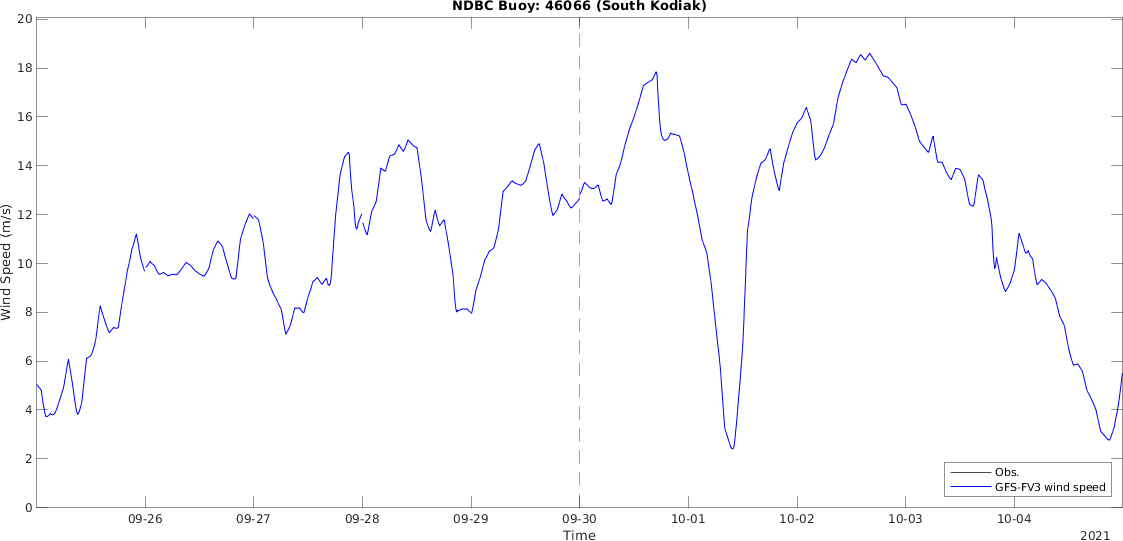 NDBC Buoy: 46066 (South Kodiak)
20
18
16
14
12
10
8
6
4
2
0
Wind Speed (m/s)
09-26 09-27 09-28 09-29 09-30 10-01 10-02 10-03 10-04
Time
2021
Obs.
GFS-FV3 wind speed